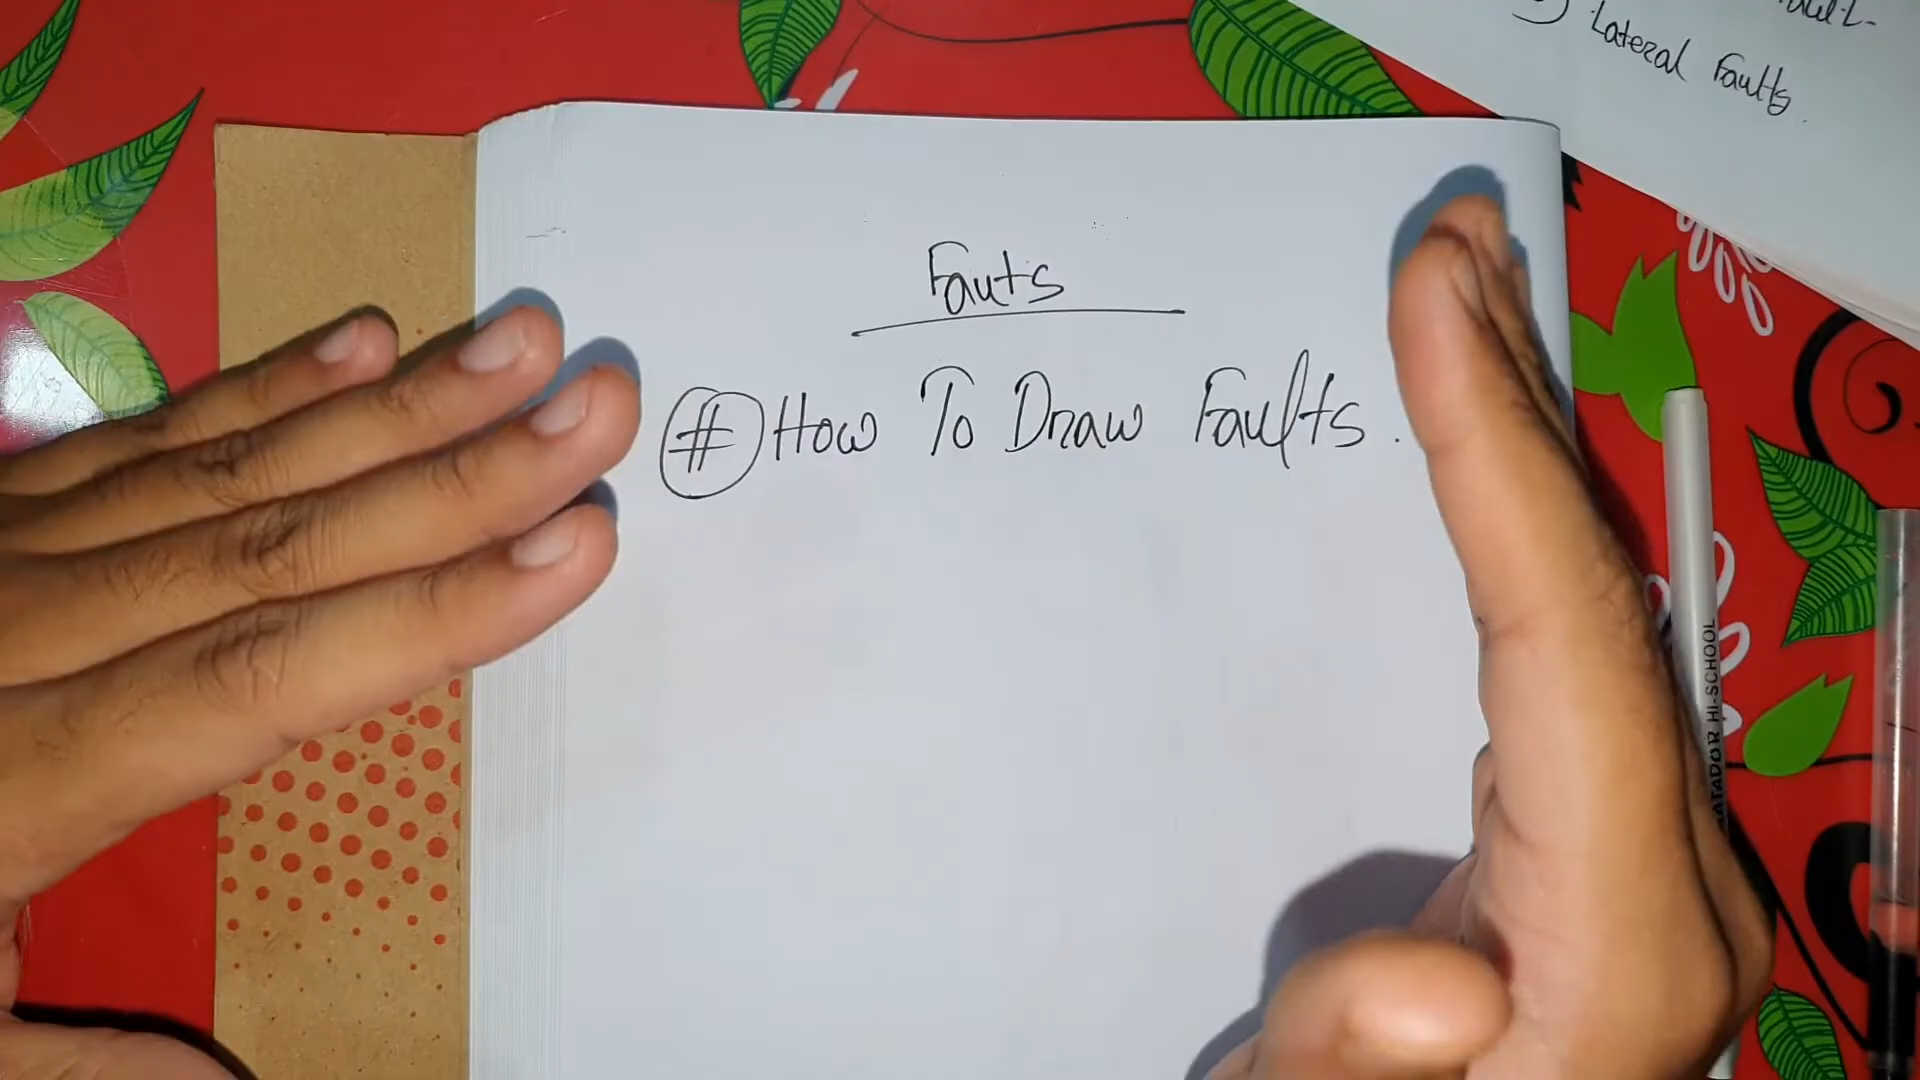 Lateral Faults.
Fauts
# How To Draw Faults.
MATADOR HI-SCHOOL